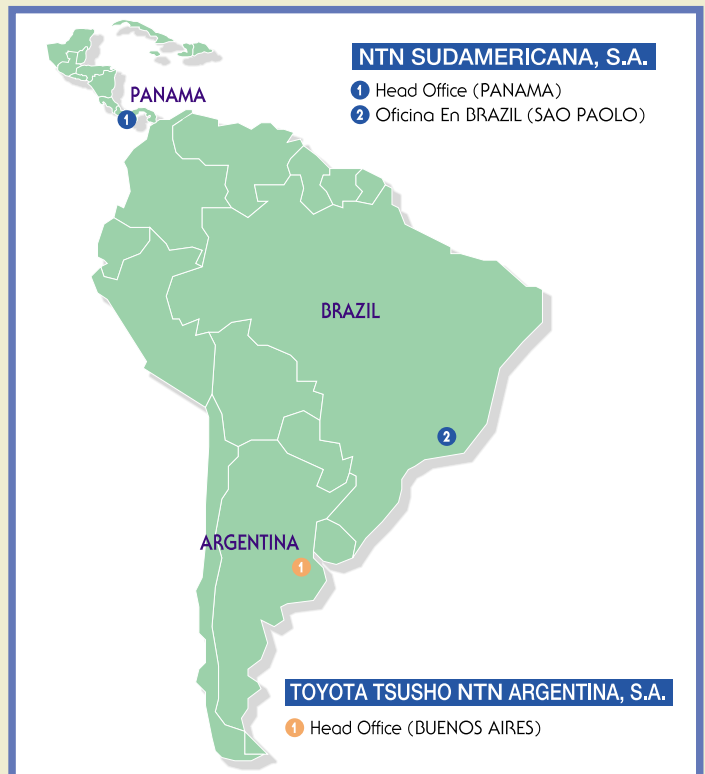 NTN SUDAMERICANA, S.A.
1 Head Office (PANAMA)
2 Oficina En BRAZIL (SAO PAOLO)
PANAMA
1
BRAZIL
2
ARGENTINA
1
TOYOTA TSUSHO NTN ARGENTINA, S.A.
1 Head Office (BUENOS AIRES)